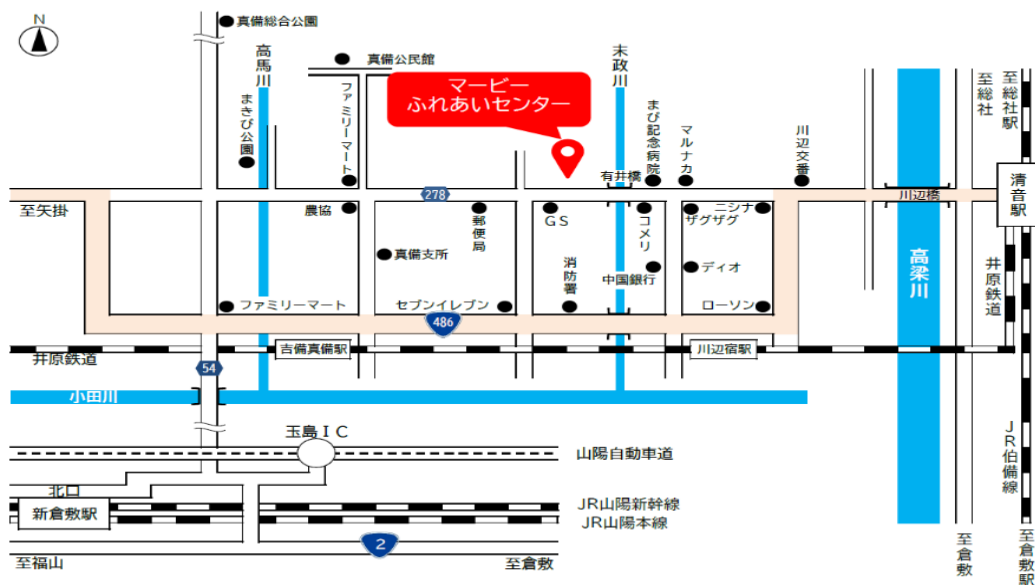 N
真備総合公園
高馬川
真備公民館
末政川
マービー
ふれあいセンター
至総社
至総社駅
まきび公園
ファミリーマート
まび記念病院
マルナカ
川辺交番
有井橋
清音駅
278
川辺橋
至矢掛
農協
郵便局
GS
コメリ
ザグザグ
ニシナ
真備支所
消防署
中国銀行
ディオ
高梁川
井原鉄道
ファミリーマート
セブンイレブン
ローソン
486
井原鉄道
吉備真備駅
川辺宿駅
54
小田川
玉島IC
山陽自動車道
JR伯備線
北口
新倉敷駅
JR山陽新幹線
JR山陽本線
2
至福山
至倉敷
至倉敷
至倉敷駅